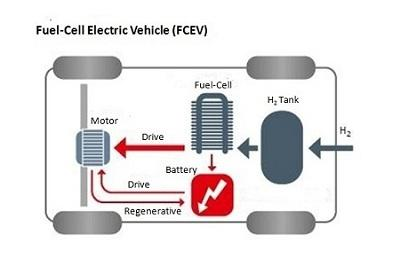 Fuel-Cell Electric Vehicle (FCEV)
Fuel-Cell
H₂ Tank
Motor
Drive
H₂
Battery
Drive
Regenerative